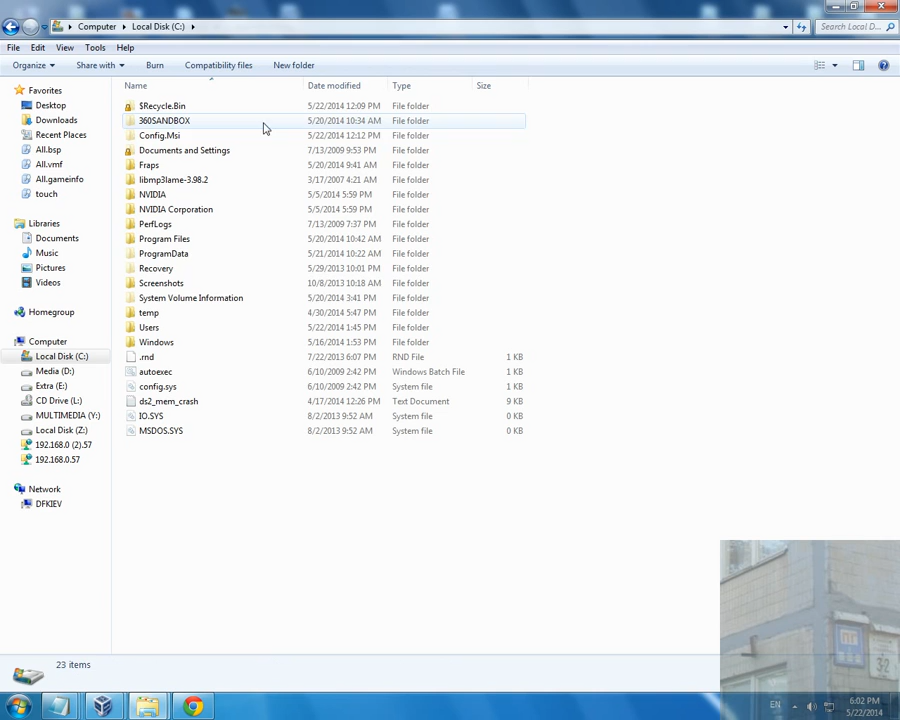 Computer Local Disk (C:) Search Local D...
File Edit View Tools Help
Organize Share with Burn Compatibility files New folder
Name Date modified Type Size
Favorites
Desktop
Downloads
Recent Places
All.bsp
All.vmf
All.gameinfo
touch
Libraries
Documents
Music
Pictures
Videos
Homegroup
Computer
Local Disk (C:)
Media (D:)
Extra (E:)
CD Drive (L:)
MULTIMEDIA (Y:)
Local Disk (Z:)
192.168.0 (2).57
192.168.0.57
Network
DFKIEV
$Recycle.Bin 5/22/2014 12:09 PM File folder
360SANDBOX 5/20/2014 10:34 AM File folder
Config.Msi 5/22/2014 12:12 PM File folder
Documents and Settings 7/13/2009 9:53 PM File folder
Fraps 5/20/2014 9:41 AM File folder
libmp3lame-3.98.2 3/17/2007 4:21 AM File folder
NVIDIA 5/5/2014 5:59 PM File folder
NVIDIA Corporation 5/5/2014 5:59 PM File folder
PerfLogs 7/13/2009 7:37 PM File folder
Program Files 5/20/2014 10:42 AM File folder
ProgramData 5/21/2014 10:22 AM File folder
Recovery 5/29/2013 10:01 PM File folder
Screenshots 10/8/2013 10:18 AM File folder
System Volume Information 5/20/2014 3:41 PM File folder
temp 4/30/2014 5:47 PM File folder
Users 5/22/2014 1:45 PM File folder
Windows 5/16/2014 1:53 PM File folder
.rnd 7/22/2013 6:07 PM RND File 1 KB
autoexec 6/10/2009 2:42 PM Windows Batch File 1 KB
config.sys 6/10/2009 2:42 PM System file 1 KB
ds2_mem_crash 4/17/2014 12:26 PM Text Document 9 KB
IO.SYS 8/2/2013 9:52 AM System file 0 KB
MSDOS.SYS 8/2/2013 9:52 AM System file 0 KB
23 items
ПГ
32
EN
6:02 PM
5/22/2014